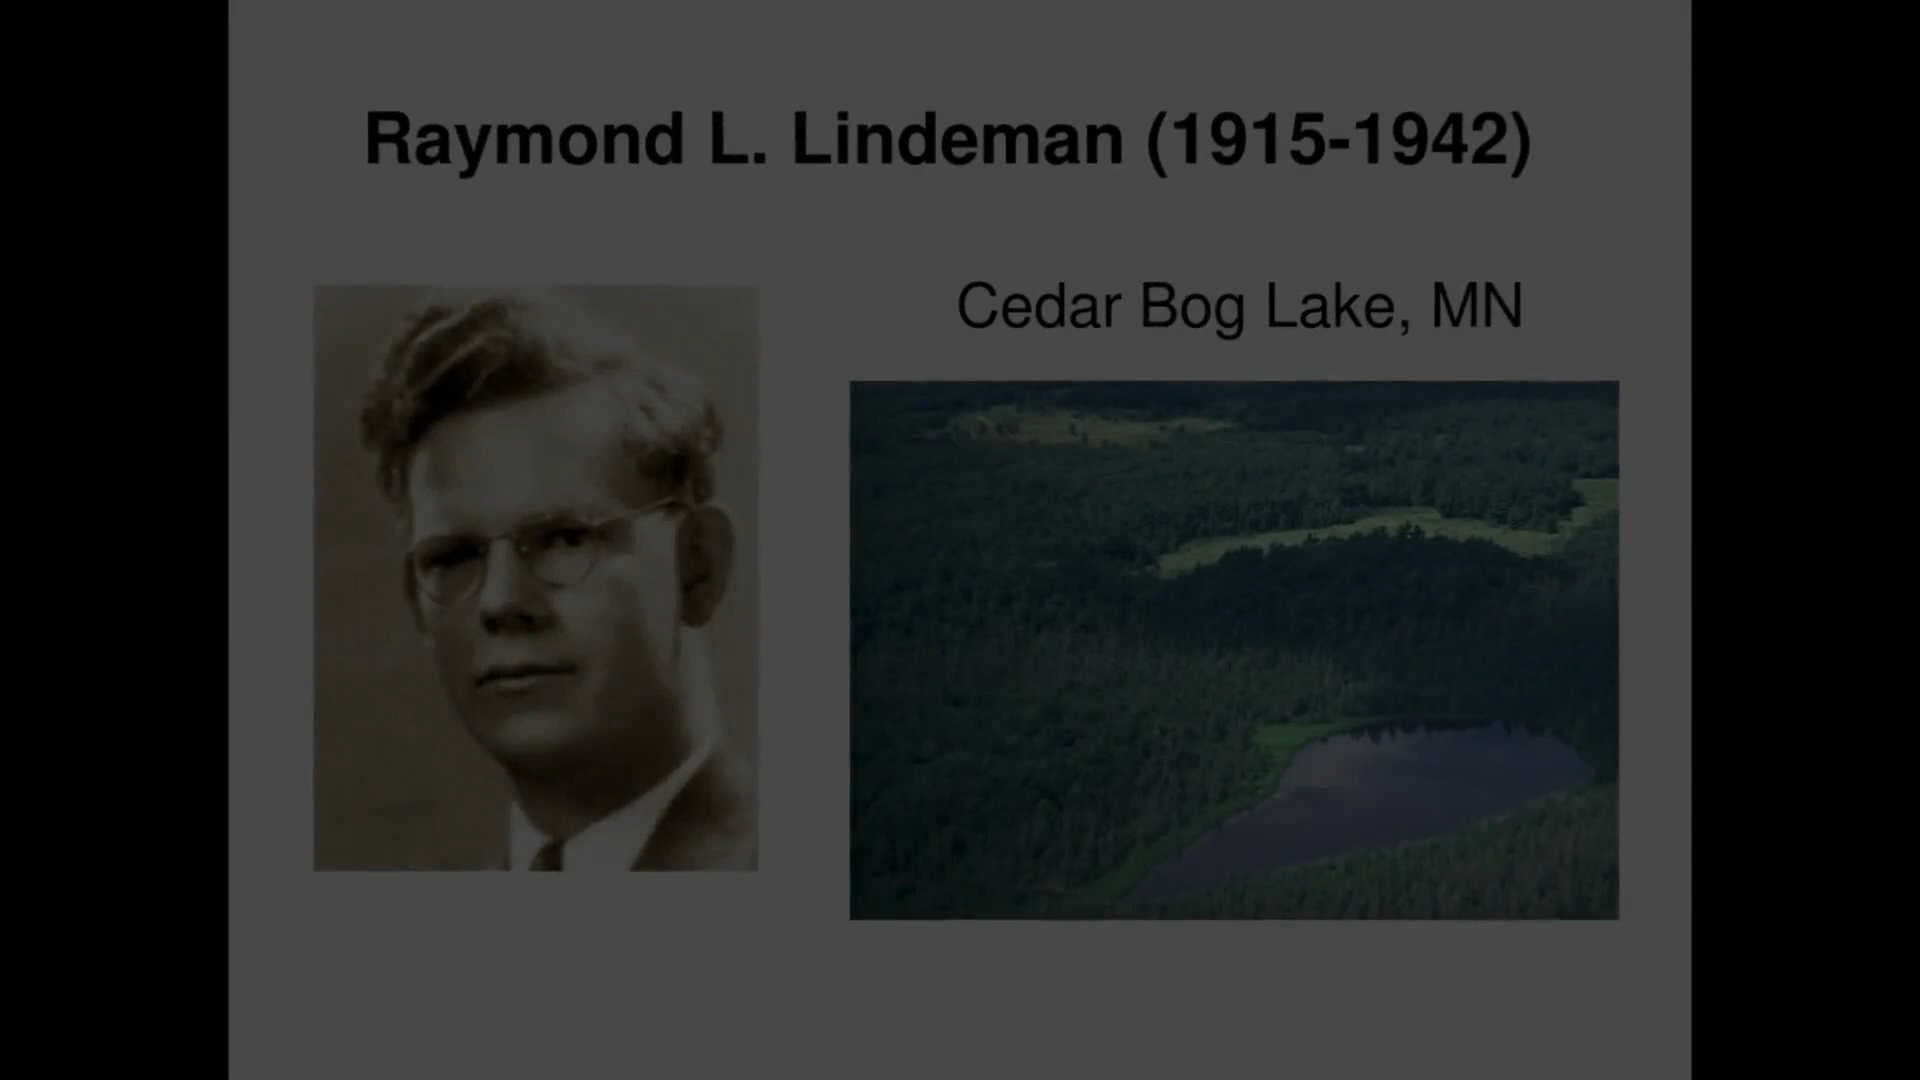 Raymond L. Lindeman (1915-1942)
Cedar Bog Lake, MN